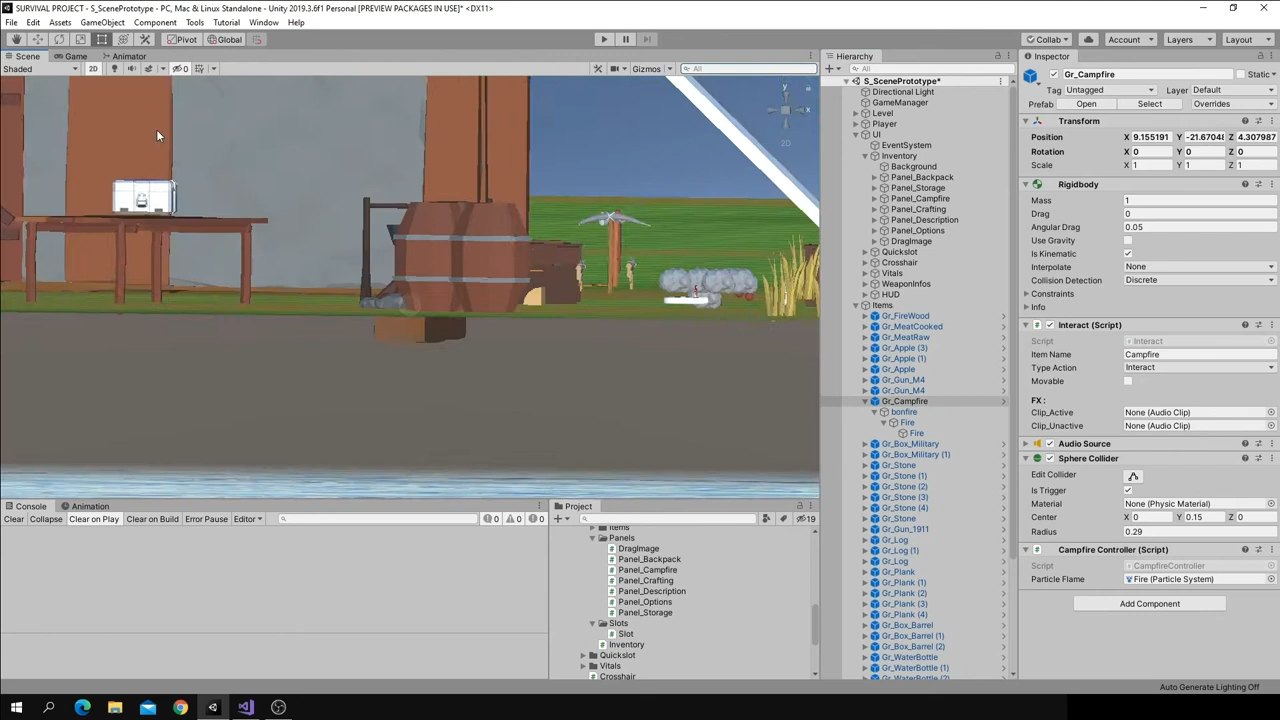 SURVIVAL PROJECT - S_ScenePrototype - PC, Mac & Linux Standalone - Unity 2019.3.6f1 Personal [PREVIEW PACKAGES IN USE]* <DX11>
File Edit Assets GameObject Component Tools Tutorial Window Help
Pivot Global Collab Account Layers Layout
Scene Game Animator
Shaded 2D 0 Gizmos All
y
x
2D
Hierarchy
All
S_ScenePrototype*
Directional Light
GameManager
Level
Player
UI
EventSystem
Inventory
Background
Panel_Backpack
Panel_Storage
Panel_Campfire
Panel_Crafting
Panel_Description
Panel_Options
DragImage
Quickslot
Crosshair
Vitals
WeaponInfos
HUD
Items
Gr_FireWood
Gr_MeatCooked
Gr_MeatRaw
Gr_Apple (3)
Gr_Apple (1)
Gr_Apple
Gr_Gun_M4
Gr_Gun_M4
Gr_Campfire
bonfire
Fire
Fire
Gr_Box_Military
Gr_Box_Military (1)
Gr_Stone
Gr_Stone (1)
Gr_Stone (2)
Gr_Stone (3)
Gr_Stone (4)
Gr_Stone
Gr_Gun_1911
Gr_Log
Gr_Log (1)
Gr_Log
Gr_Plank
Gr_Plank (1)
Gr_Plank (2)
Gr_Plank (3)
Gr_Plank (4)
Gr_Box_Barrel
Gr_Box_Barrel (1)
Gr_Box_Barrel (2)
Gr_WaterBottle
Gr_WaterBottle (1)
Gr_WaterBottle (2)
Inspector
Gr_Campfire Static
Tag Untagged Layer Default
Prefab Open Select Overrides
Transform
Position X 9.155191 Y -21.67048 Z 4.307987
Rotation X 0 Y 0 Z 0
Scale X 1 Y 1 Z 1
Rigidbody
Mass 1
Drag 0
Angular Drag 0.05
Use Gravity
Is Kinematic
Interpolate None
Collision Detection Discrete
Constraints
Info
Interact (Script)
Script Interact
Item Name Campfire
Type Action Interact
Movable
FX :
Clip_Active None (Audio Clip)
Clip_Unactive None (Audio Clip)
Audio Source
Sphere Collider
Edit Collider
Is Trigger
Material None (Physic Material)
Center X 0 Y 0.15 Z 0
Radius 0.29
Campfire Controller (Script)
Script CampfireController
Particle Flame Fire (Particle System)
Add Component
Console Animation
Clear Collapse Clear on Play Clear on Build Error Pause Editor 0 0 0
Project
19
Items
Panels
DragImage
Panel_Backpack
Panel_Campfire
Panel_Crafting
Panel_Description
Panel_Options
Panel_Storage
Slots
Slot
Inventory
Quickslot
Vitals
Crosshair
Auto Generate Lighting Off